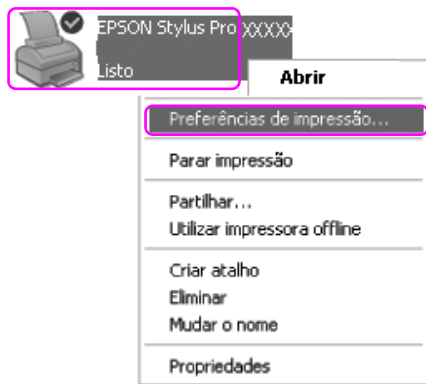 EPSON Stylus Pro XXXXX
Listo
Abrir
Preferências de impressão...
Parar impressão
Partilhar...
Utilizar impressora offline
Criar atalho
Eliminar
Mudar o nome
Propriedades